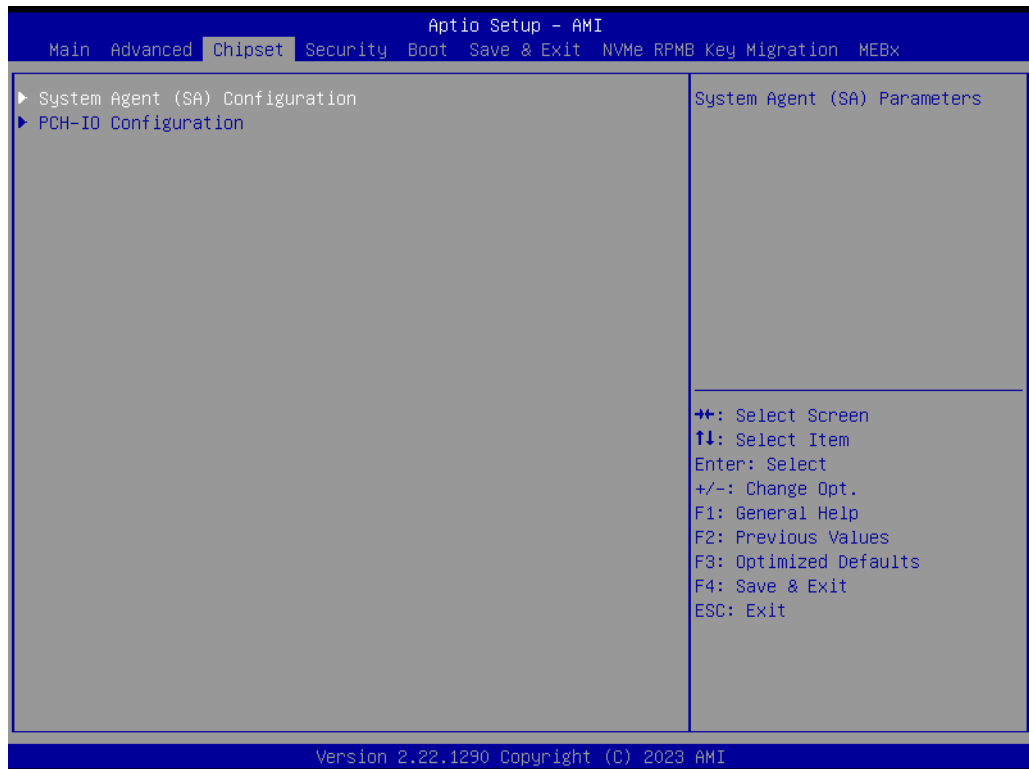 Aptio Setup – AMI
Main Advanced Chipset Security Boot Save & Exit NVMe RPMB Key Migration MEBx
▶ System Agent (SA) Configuration
▶ PCH-IO Configuration
System Agent (SA) Parameters
→←: Select Screen
↑↓: Select Item
Enter: Select
+/-: Change Opt.
F1: General Help
F2: Previous Values
F3: Optimized Defaults
F4: Save & Exit
ESC: Exit
Version 2.22.1290 Copyright (C) 2023 AMI